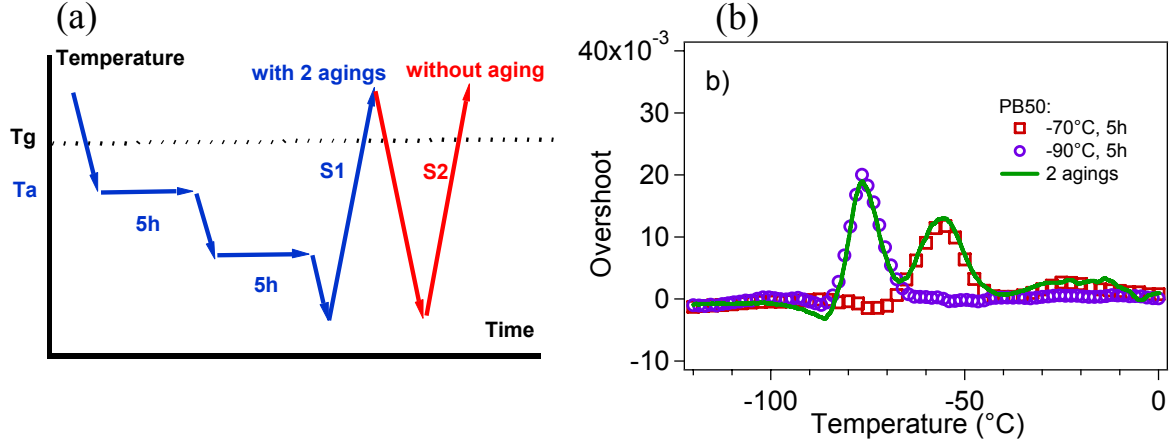 (a)
Temperature
with 2 agings
without aging
Tg
S1
S2
Ta
5h
5h
Time
(b)
40x10⁻³
b)
PB50:
-70°C, 5h
-90°C, 5h
2 agings
30
20
10
0
-10
Overshoot
-100
-50
0
Temperature (°C)